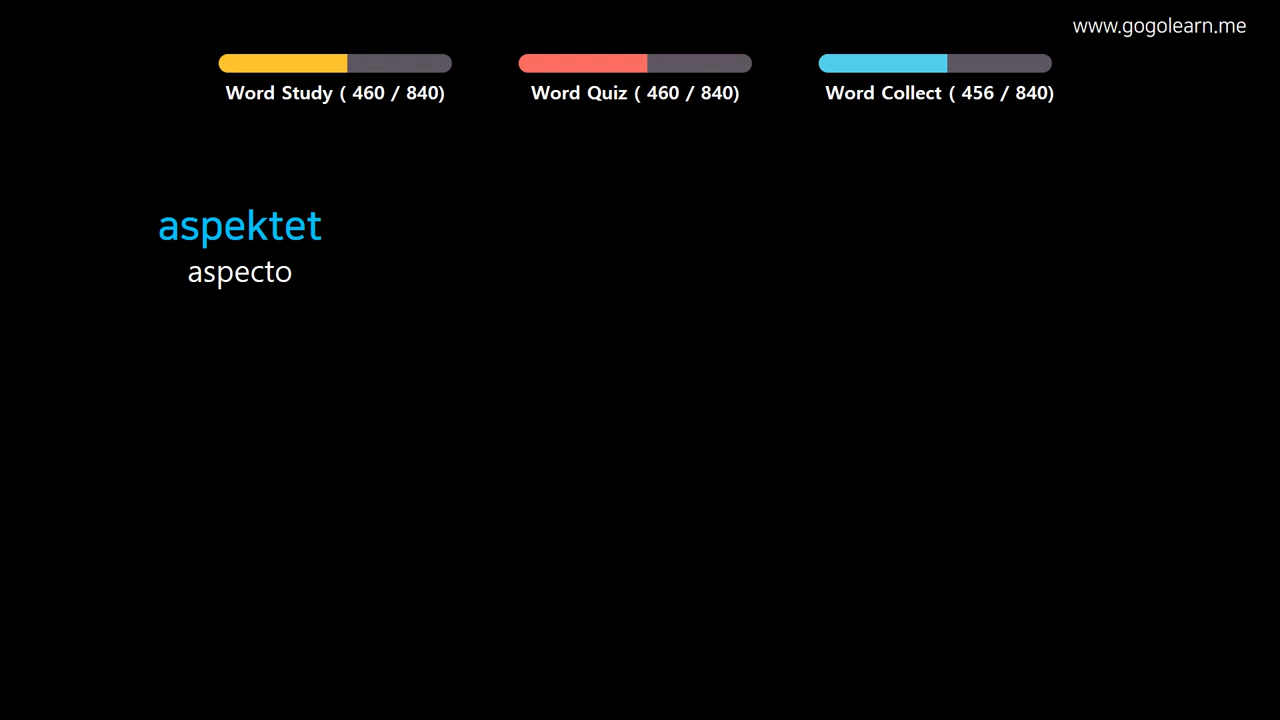 www.gogolearn.me
Word Study ( 460 / 840)
Word Quiz ( 460 / 840)
Word Collect ( 456 / 840)
aspektet
aspecto